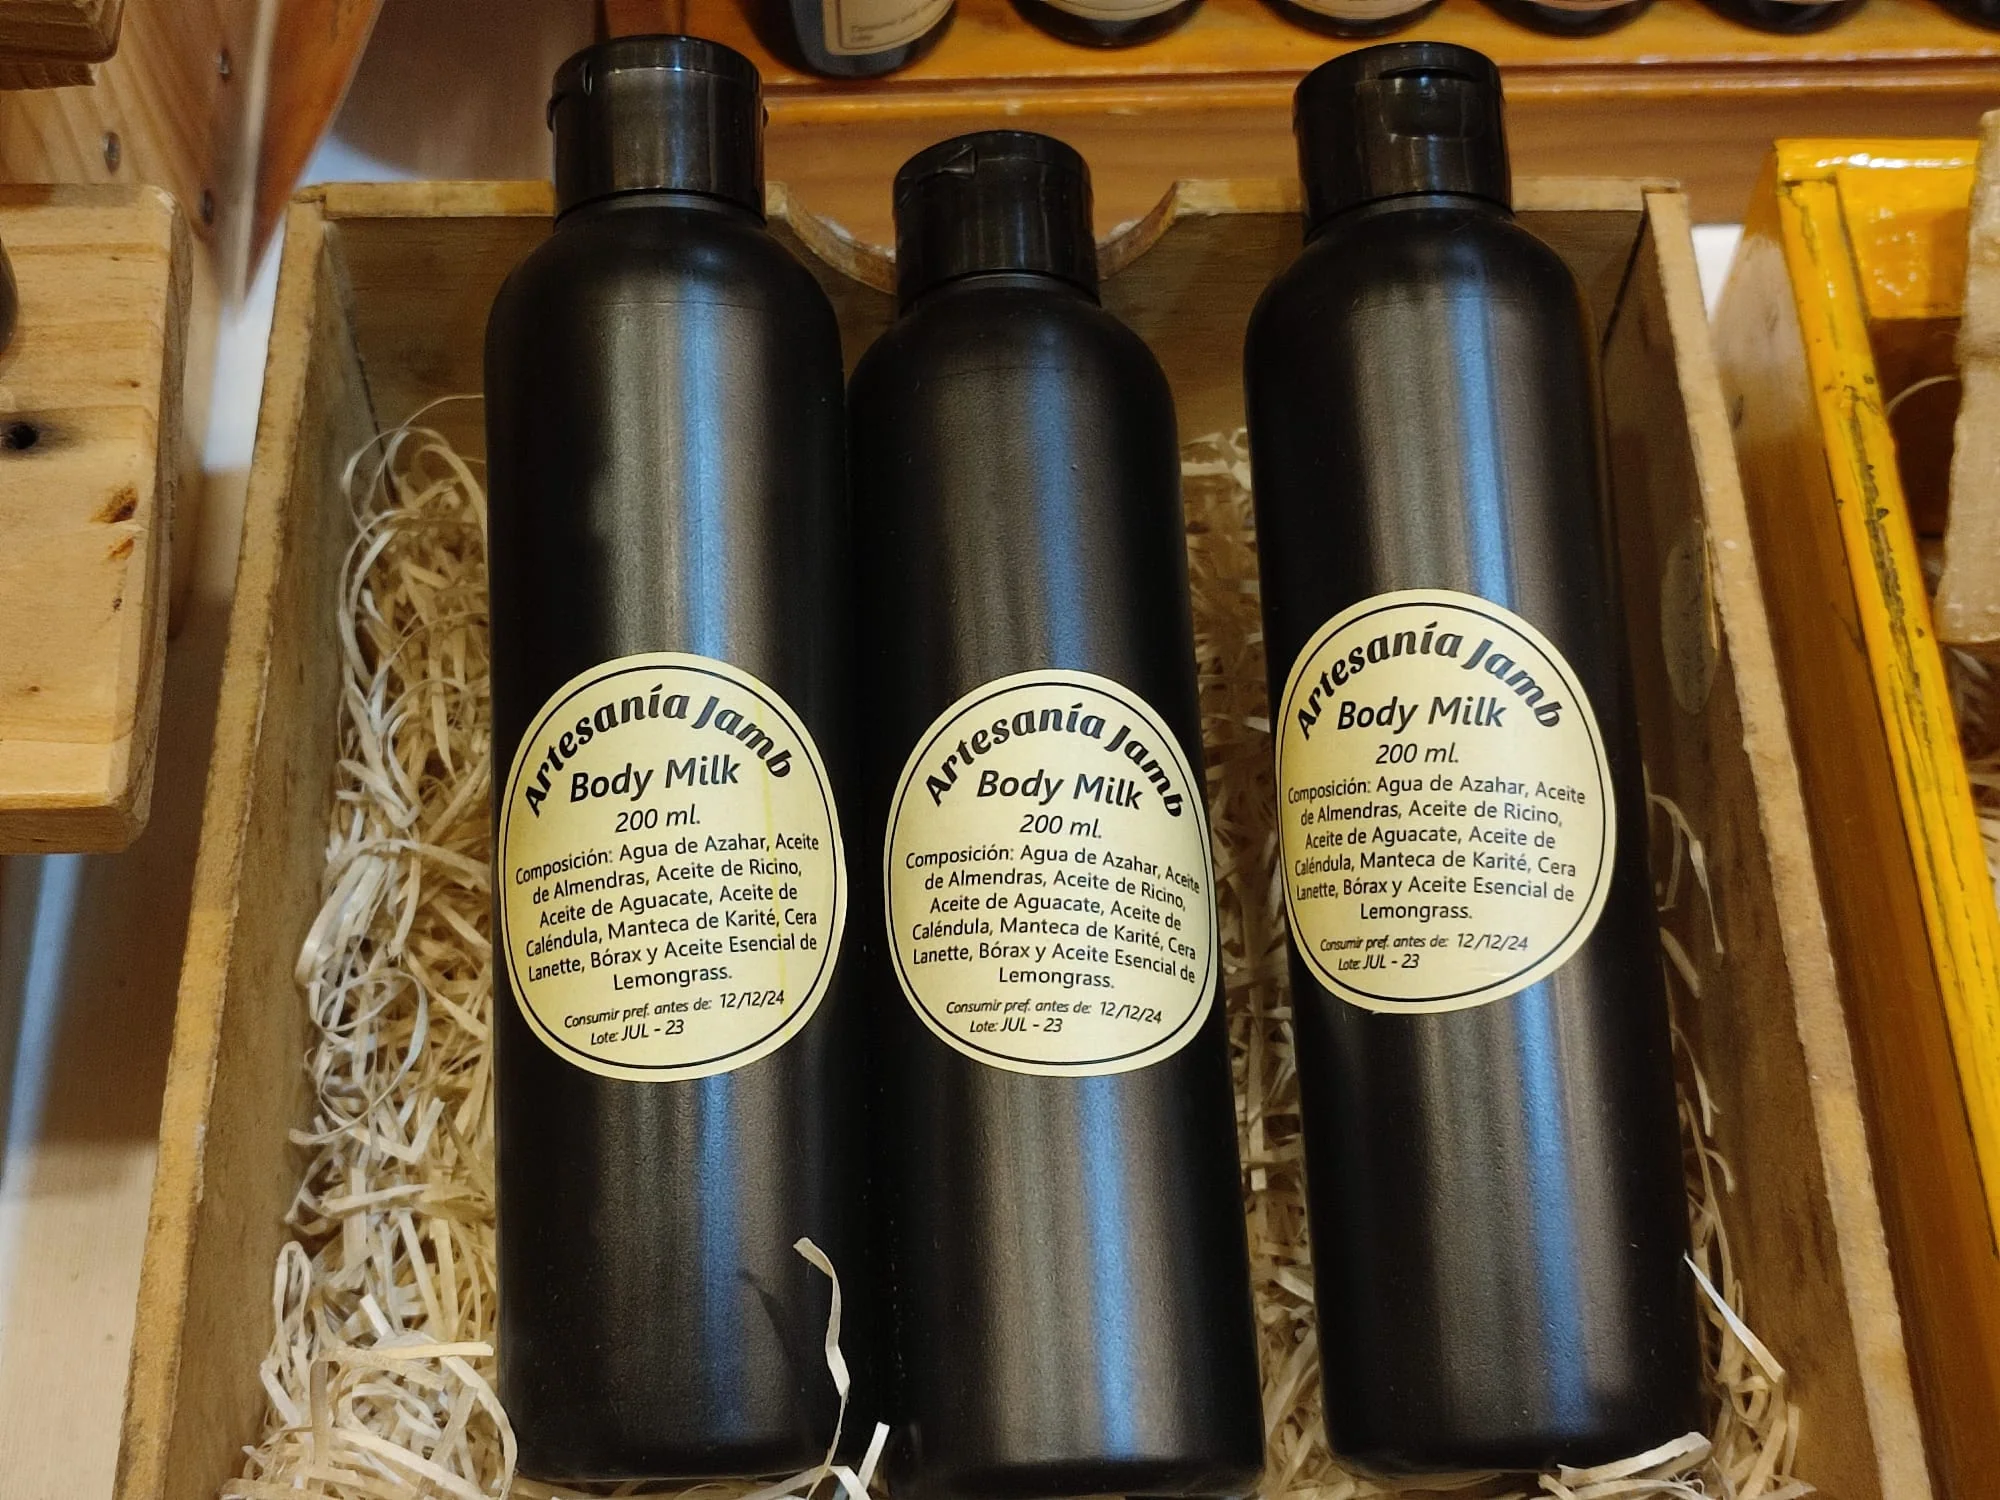 Artesanía Jamb
Body Milk
200 ml.
Composición: Agua de Azahar, Aceite
de Almendras, Aceite de Ricino,
Aceite de Aguacate, Aceite de
Caléndula, Manteca de Karité, Cera
Lanette, Bórax y Aceite Esencial de
Lemongrass.
Consumir pref. antes de: 12/12/24
Lote: JUL - 23
Artesanía Jamb
Body Milk
200 ml.
Composición: Agua de Azahar, Aceite
de Almendras, Aceite de Ricino,
Aceite de Aguacate, Aceite de
Caléndula, Manteca de Karité, Cera
Lanette, Bórax y Aceite Esencial de
Lemongrass.
Consumir pref. antes de: 12/12/24
Lote: JUL - 23
Artesanía Jamb
Body Milk
200 ml.
Composición: Agua de Azahar, Aceite
de Almendras, Aceite de Ricino,
Aceite de Aguacate, Aceite de
Caléndula, Manteca de Karité, Cera
Lanette, Bórax y Aceite Esencial de
Lemongrass.
Consumir pref. antes de: 12/12/24
Lote: JUL - 23